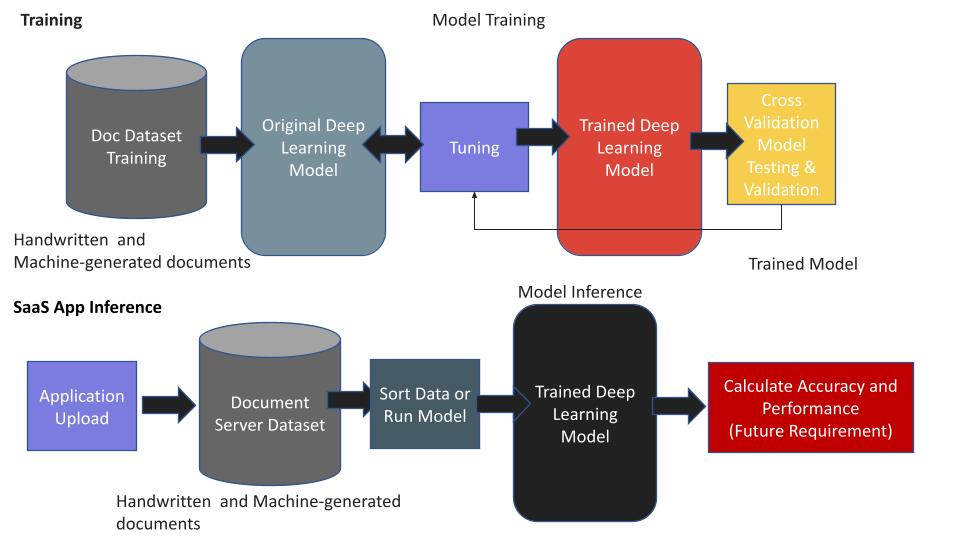 Training
Model Training
Doc Dataset
Training
Original Deep
Learning
Model
Tuning
Trained Deep
Learning
Model
Cross
Validation
Model
Testing &
Validation
Handwritten  and
Machine-generated documents
Trained Model
SaaS App Inference
Model Inference
Application
Upload
Document
Server Dataset
Sort Data or
Run Model
Trained Deep
Learning
Model
Calculate Accuracy and
Performance
(Future Requirement)
Handwritten  and Machine-generated
documents